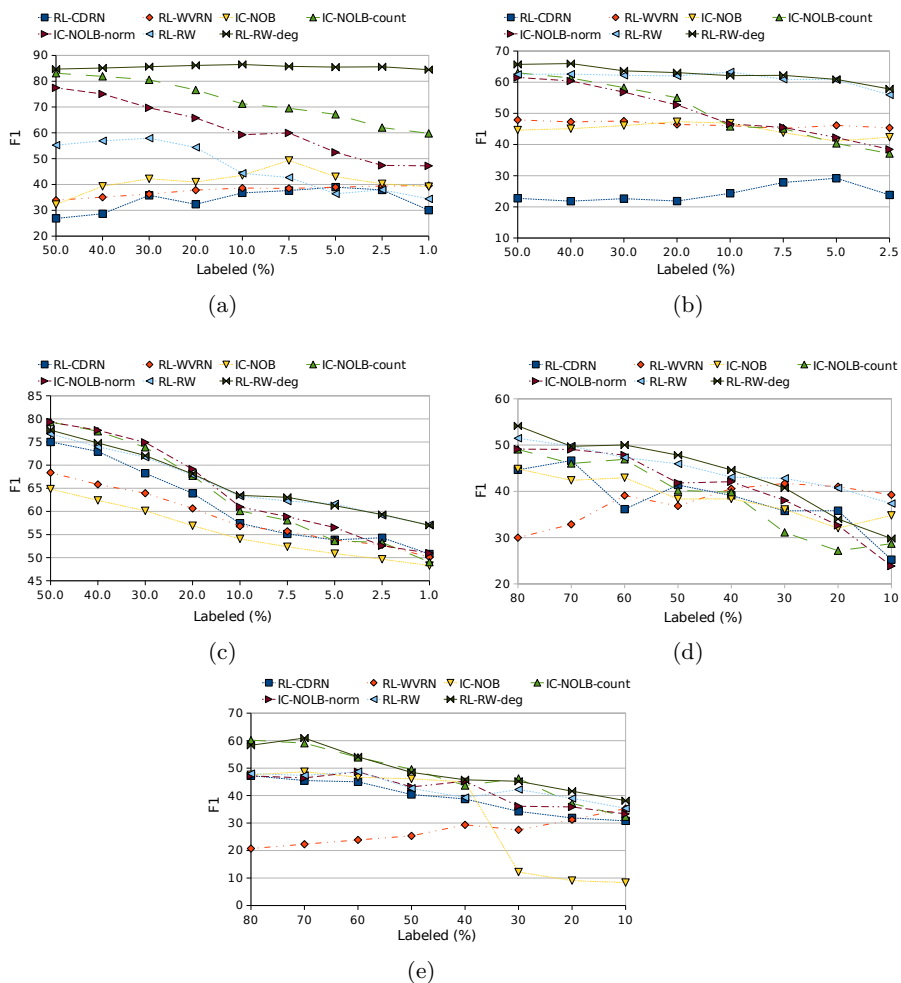 RL-CDRN RL-WVRN IC-NOB IC-NOLB-count
IC-NOLB-norm RL-RW RL-RW-deg
90
80
70
60
50
40
30
20
F1
50.0 40.0 30.0 20.0 10.0 7.5 5.0 2.5 1.0
Labeled (%)
(a)
RL-CDRN RL-WVRN IC-NOB IC-NOLB-count
IC-NOLB-norm RL-RW RL-RW-deg
70
60
50
40
30
20
10
F1
50.0 40.0 30.0 20.0 10.0 7.5 5.0 2.5
Labeled (%)
(b)
RL-CDRN RL-WVRN IC-NOB IC-NOLB-count
IC-NOLB-norm RL-RW RL-RW-deg
85
80
75
70
65
60
55
50
45
F1
50.0 40.0 30.0 20.0 10.0 7.5 5.0 2.5 1.0
Labeled (%)
(c)
RL-CDRN RL-WVRN IC-NOB IC-NOLB-count
IC-NOLB-norm RL-RW RL-RW-deg
60
50
40
30
20
F1
80 70 60 50 40 30 20 10
Labeled (%)
(d)
RL-CDRN RL-WVRN IC-NOB IC-NOLB-count
IC-NOLB-norm RL-RW RL-RW-deg
70
60
50
40
30
20
10
0
F1
80 70 60 50 40 30 20 10
Labeled (%)
(e)